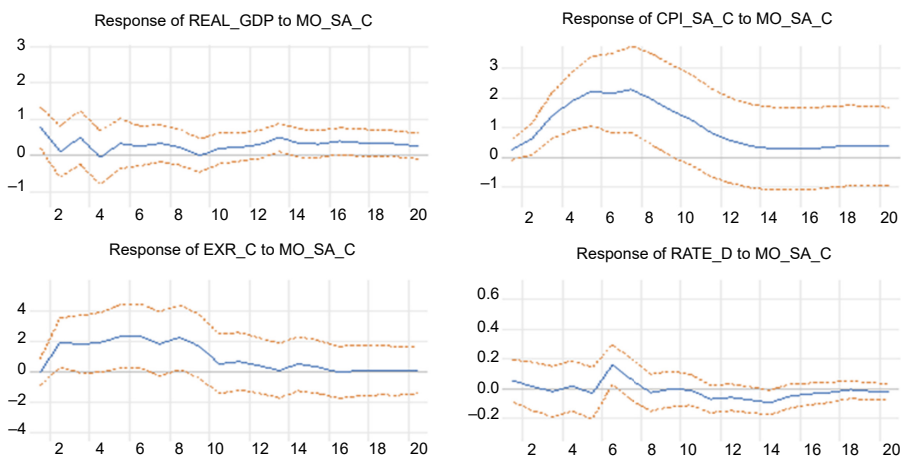 Response of REAL_GDP to MO_SA_C
3
2
1
0
–1
2 4 6 8 10 12 14 16 18 20
Response of CPI_SA_C to MO_SA_C
3
2
1
0
–1
2 4 6 8 10 12 14 16 18 20
Response of EXR_C to MO_SA_C
4
2
0
–2
–4
2 4 6 8 10 12 14 16 18 20
Response of RATE_D to MO_SA_C
0.6
0.4
0.2
0.0
–0.2
2 4 6 8 10 12 14 16 18 20